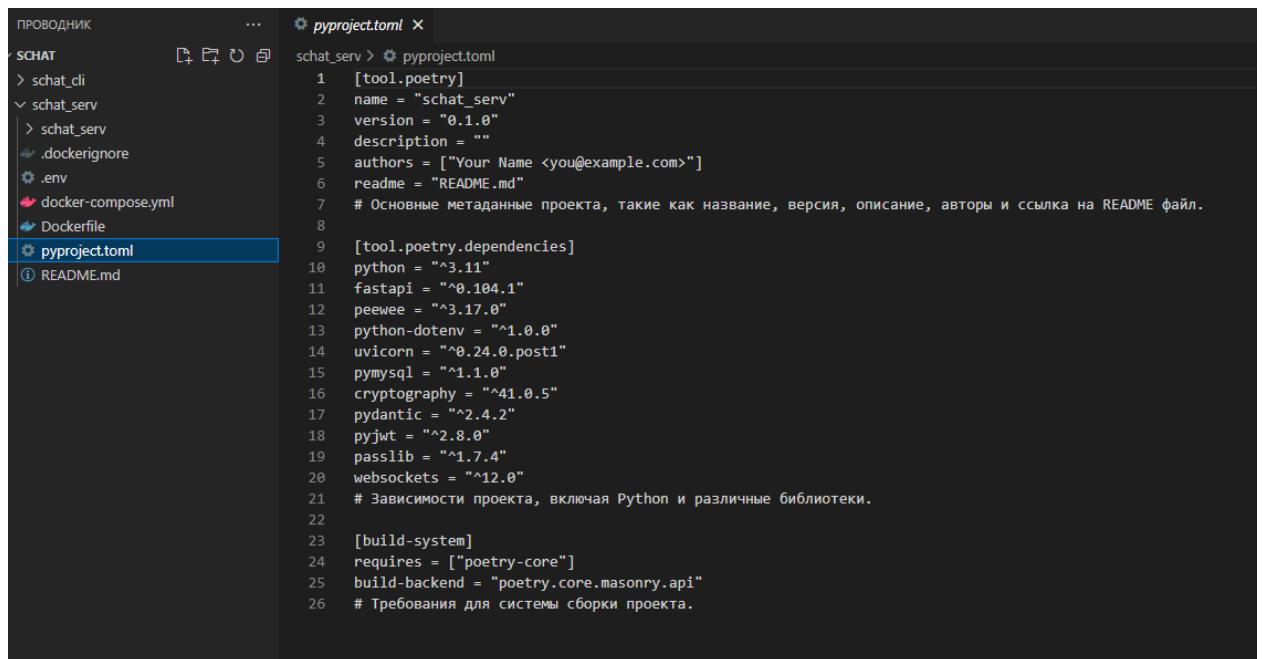 ПРОВОДНИК
SCHAT
schat_cli
schat_serv
schat_serv
.dockerignore
.env
docker-compose.yml
Dockerfile
pyproject.toml
README.md
pyproject.toml
schat_serv > pyproject.toml
1 [tool.poetry]
2 name = "schat_serv"
3 version = "0.1.0"
4 description = ""
5 authors = ["Your Name <you@example.com>"]
6 readme = "README.md"
7 # Основные метаданные проекта, такие как название, версия, описание, авторы и ссылка на README файл.
8
9 [tool.poetry.dependencies]
10 python = "^3.11"
11 fastapi = "^0.104.1"
12 peewee = "^3.17.0"
13 python-dotenv = "^1.0.0"
14 uvicorn = "^0.24.0.post1"
15 pymysql = "^1.1.0"
16 cryptography = "^41.0.5"
17 pydantic = "^2.4.2"
18 pyjwt = "^2.8.0"
19 passlib = "^1.7.4"
20 websockets = "^12.0"
21 # Зависимости проекта, включая Python и различные библиотеки.
22
23 [build-system]
24 requires = ["poetry-core"]
25 build-backend = "poetry.core.masonry.api"
26 # Требования для системы сборки проекта.